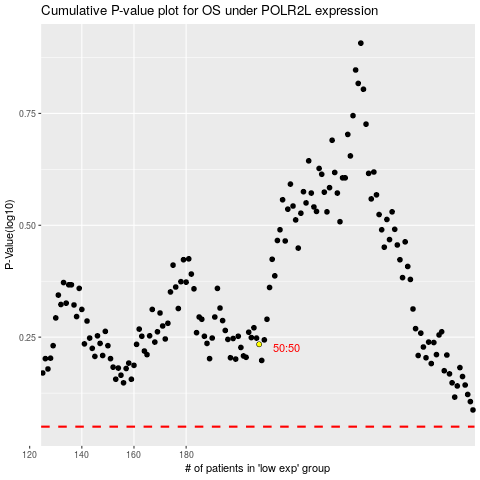 Cumulative P-value plot for OS under POLR2L expression
P-Value(log10)
0.75
0.50
0.25
50:50
120 140 160 180
# of patients in 'low exp' group